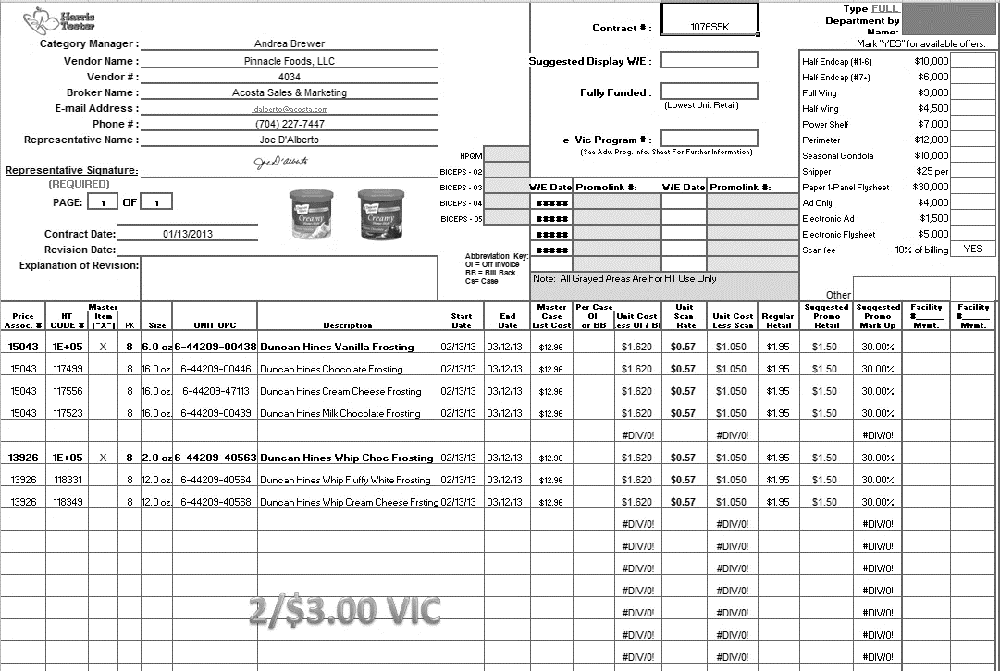 Harris Teeter
Category Manager : Andrea Brewer
Vendor Name : Pinnacle Foods, LLC
Vendor # : 4034
Broker Name : Acosta Sales & Marketing
E-mail Address : jdalberto@acosta.com
Phone # : (704) 227-7447
Representative Name : Joe D'Alberto
Representative Signature: Joe D'Alberto
(REQUIRED)
PAGE: 1 OF 1
Contract Date: 01/13/2013
Revision Date:
Explanation of Revision:
Creamy
Creamy
Contract # : 1076S5K
Suggested Display W/E :
Fully Funded :
(Lowest Unit Retail)
e-Vic Program # :
(See Adv. Prog. Info. Sheet For Further Information)
HPGM
BICEPS - 02
BICEPS - 03
BICEPS - 04
BICEPS - 05
W/E Date Promolink #: W/E Date Promolink #:
#####
#####
#####
#####
Abbreviation Key:
OI = Off Invoice
BB = Bill Back
Cs= Case
Note: All Grayed Areas Are For HT Use Only
Type FULL
Department by
Name:
Mark "YES" for available offers:
Half Endcap (#1-6) $10,000
Half Endcap (#7+) $6,000
Full Wing $9,000
Half Wing $4,500
Power Shelf $7,000
Perimeter $12,000
Seasonal Gondola $10,000
Shipper $25 per
Paper 1-Panel Flysheet $30,000
Ad Only $4,000
Electronic Ad $1,500
Electronic Flysheet $5,000
Scan fee 10% of billing YES
Other
Price Assoc. # HT CODE # Master Item ("X") PK Size UNIT UPC Description Start Date End Date Master Case List Cost Per Case OI or BB Unit Cost Less OI / BI Unit Scan Rate Unit Cost Less Scan Regular Retail Suggested Promo Retail Suggested Promo Mark Up Facility #____ Mvmt. Facility #____ Mvmt.
15043 1E+05 X 8 6.0 oz 6-44209-00438 Duncan Hines Vanilla Frosting 02/13/13 03/12/13 $12.96 $1.620 $0.57 $1.050 $1.95 $1.50 30.00%
15043 117499 8 16.0 oz. 6-44209-00446 Duncan Hines Chocolate Frosting 02/13/13 03/12/13 $12.96 $1.620 $0.57 $1.050 $1.95 $1.50 30.00%
15043 117556 8 16.0 oz. 6-44209-47113 Duncan Hines Cream Cheese Frosting 02/13/13 03/12/13 $12.96 $1.620 $0.57 $1.050 $1.95 $1.50 30.00%
15043 117523 8 16.0 oz. 6-44209-00439 Duncan Hines Milk Chocolate Frosting 02/13/13 03/12/13 $12.96 $1.620 $0.57 $1.050 $1.95 $1.50 30.00%
#DIV/0! #DIV/0! #DIV/0!
13926 1E+05 X 8 2.0 oz 6-44209-40563 Duncan Hines Whip Choc Frosting 02/13/13 03/12/13 $12.96 $1.620 $0.57 $1.050 $1.95 $1.50 30.00%
13926 118331 8 12.0 oz. 6-44209-40564 Duncan Hines Whip Fluffy White Frosting 02/13/13 03/12/13 $12.96 $1.620 $0.57 $1.050 $1.95 $1.50 30.00%
13926 118349 8 12.0 oz. 6-44209-40568 Duncan Hines Whip Cream Cheese Frsting 02/13/13 03/12/13 $12.96 $1.620 $0.57 $1.050 $1.95 $1.50 30.00%
#DIV/0! #DIV/0! #DIV/0!
#DIV/0! #DIV/0! #DIV/0!
#DIV/0! #DIV/0! #DIV/0!
#DIV/0! #DIV/0! #DIV/0!
2/$3.00 VIC #DIV/0! #DIV/0! #DIV/0!
#DIV/0! #DIV/0! #DIV/0!
#DIV/0! #DIV/0! #DIV/0!